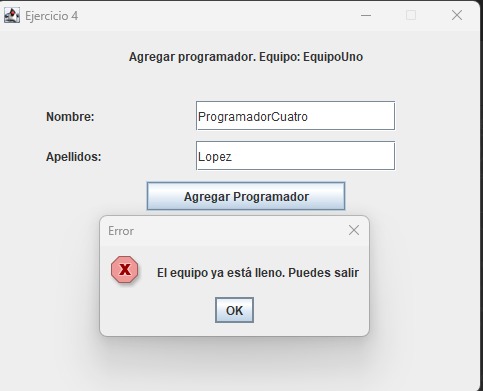 Ejercicio 4
Agregar programador. Equipo: EquipoUno
Nombre: ProgramadorCuatro
Apellidos: Lopez
Agregar Programador
Error
El equipo ya está lleno. Puedes salir
OK